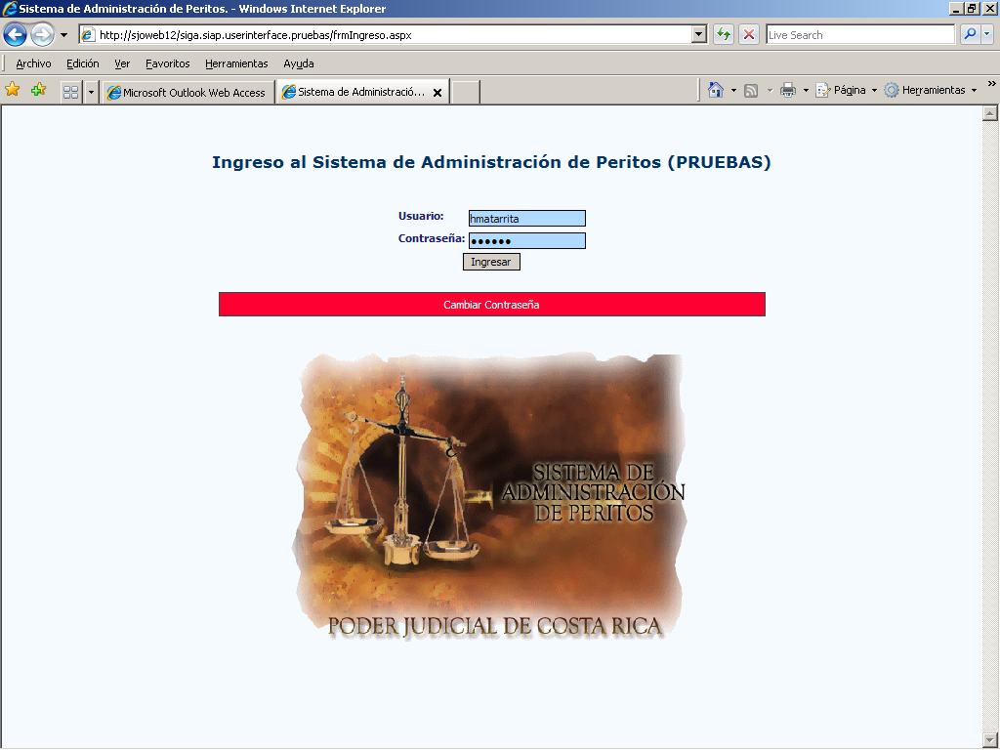 Sistema de Administración de Peritos. - Windows Internet Explorer
http://sjoweb12/siga.siap.userinterface.pruebas/frmIngreso.aspx
Live Search
Archivo Edición Ver Favoritos Herramientas Ayuda
Microsoft Outlook Web Access
Sistema de Administració...
Página
Herramientas
Ingreso al Sistema de Administración de Peritos (PRUEBAS)
Usuario: hmatarrita
Contraseña: ●●●●●●
Ingresar
Cambiar Contraseña
SISTEMA DE
ADMINISTRACIÓN
DE PERITOS
PODER JUDICIAL DE COSTA RICA